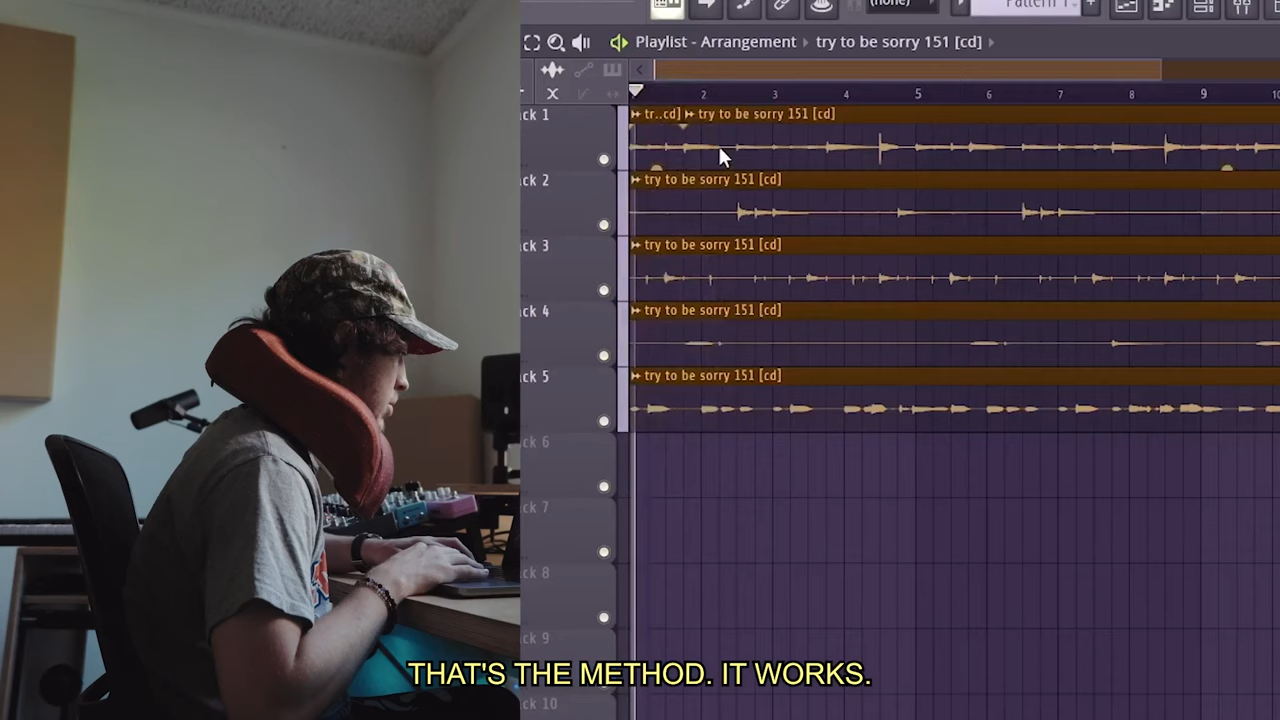 (none)
Pattern 1
Playlist - Arrangement › try to be sorry 151 [cd] ›
2 3 4 5 6 7 8 9 10
ck 1
tr..cd] try to be sorry 151 [cd]
ck 2
try to be sorry 151 [cd]
ck 3
try to be sorry 151 [cd]
ck 4
try to be sorry 151 [cd]
ck 5
try to be sorry 151 [cd]
ck 6
ck 7
ck 8
ck 9
THAT'S THE METHOD. IT WORKS.
ck 10